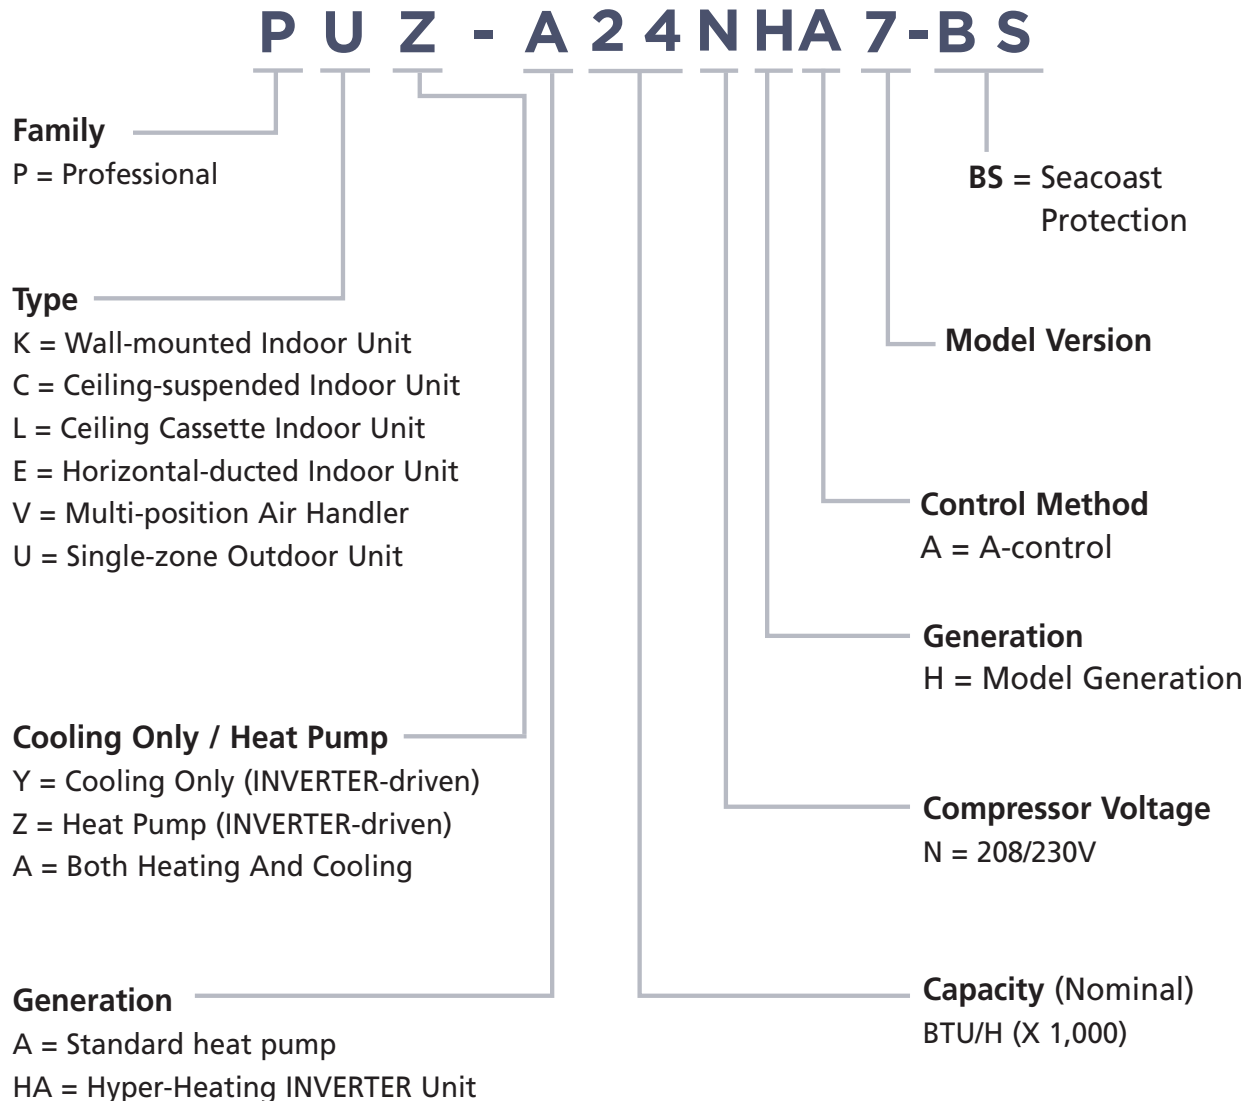 PUZ-A24NHA7-BS
Family
P = Professional
Type
K = Wall-mounted Indoor Unit
C = Ceiling-suspended Indoor Unit
L = Ceiling Cassette Indoor Unit
E = Horizontal-ducted Indoor Unit
V = Multi-position Air Handler
U = Single-zone Outdoor Unit
Cooling Only / Heat Pump
Y = Cooling Only (INVERTER-driven)
Z = Heat Pump (INVERTER-driven)
A = Both Heating And Cooling
Generation
A = Standard heat pump
HA = Hyper-Heating INVERTER Unit
BS = Seacoast
Protection
Model Version
Control Method
A = A-control
Generation
H = Model Generation
Compressor Voltage
N = 208/230V
Capacity (Nominal)
BTU/H (X 1,000)